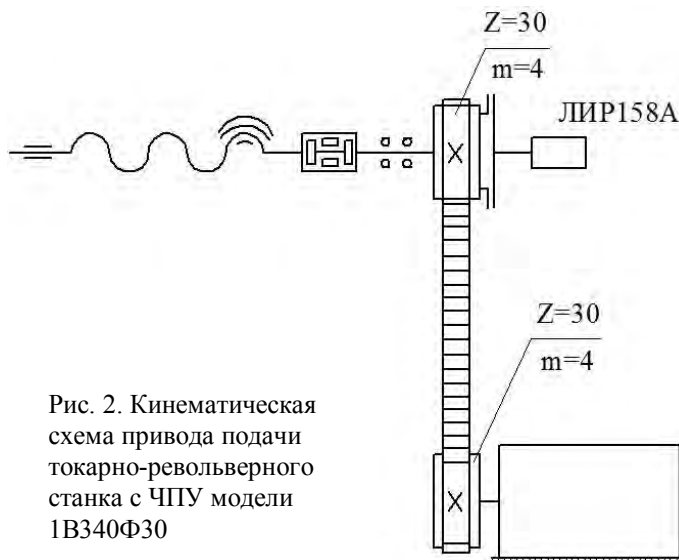 Z=30
m=4
ЛИР158А
Z=30
m=4
Рис. 2. Кинематическая
схема привода подачи
токарно-револьверного
станка с ЧПУ модели
1В340Ф30